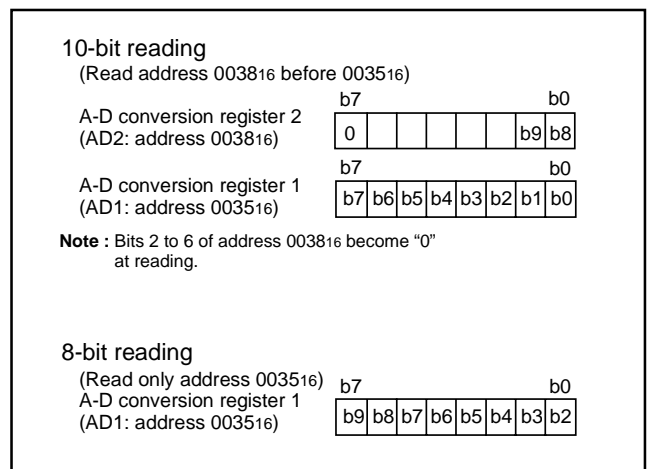 10-bit reading
(Read address 003816 before 003516)
b7 b0
A-D conversion register 2
0 b9 b8
(AD2: address 003816)
b7 b0
A-D conversion register 1
b7 b6 b5 b4 b3 b2 b1 b0
(AD1: address 003516)
Note : Bits 2 to 6 of address 003816 become “0”
at reading.
8-bit reading
(Read only address 003516)
b7 b0
A-D conversion register 1
b9 b8 b7 b6 b5 b4 b3 b2
(AD1: address 003516)